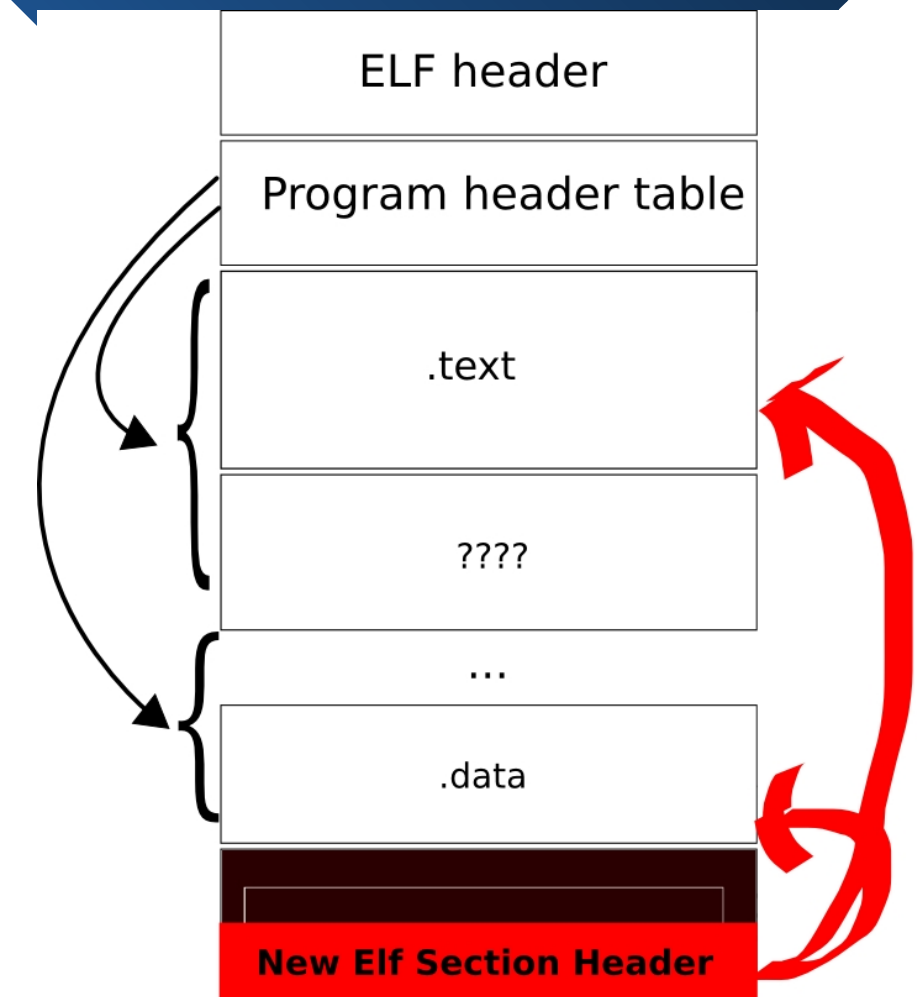 ELF header
Program header table
.text
????
...
.data
New Elf Section Header